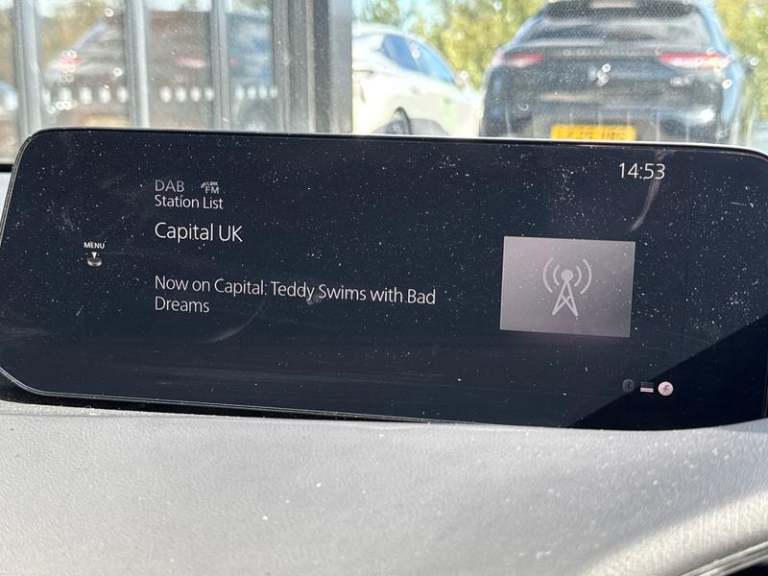 14:53
DAB FM
Station List
Capital UK
MENU
Now on Capital: Teddy Swims with Bad
Dreams